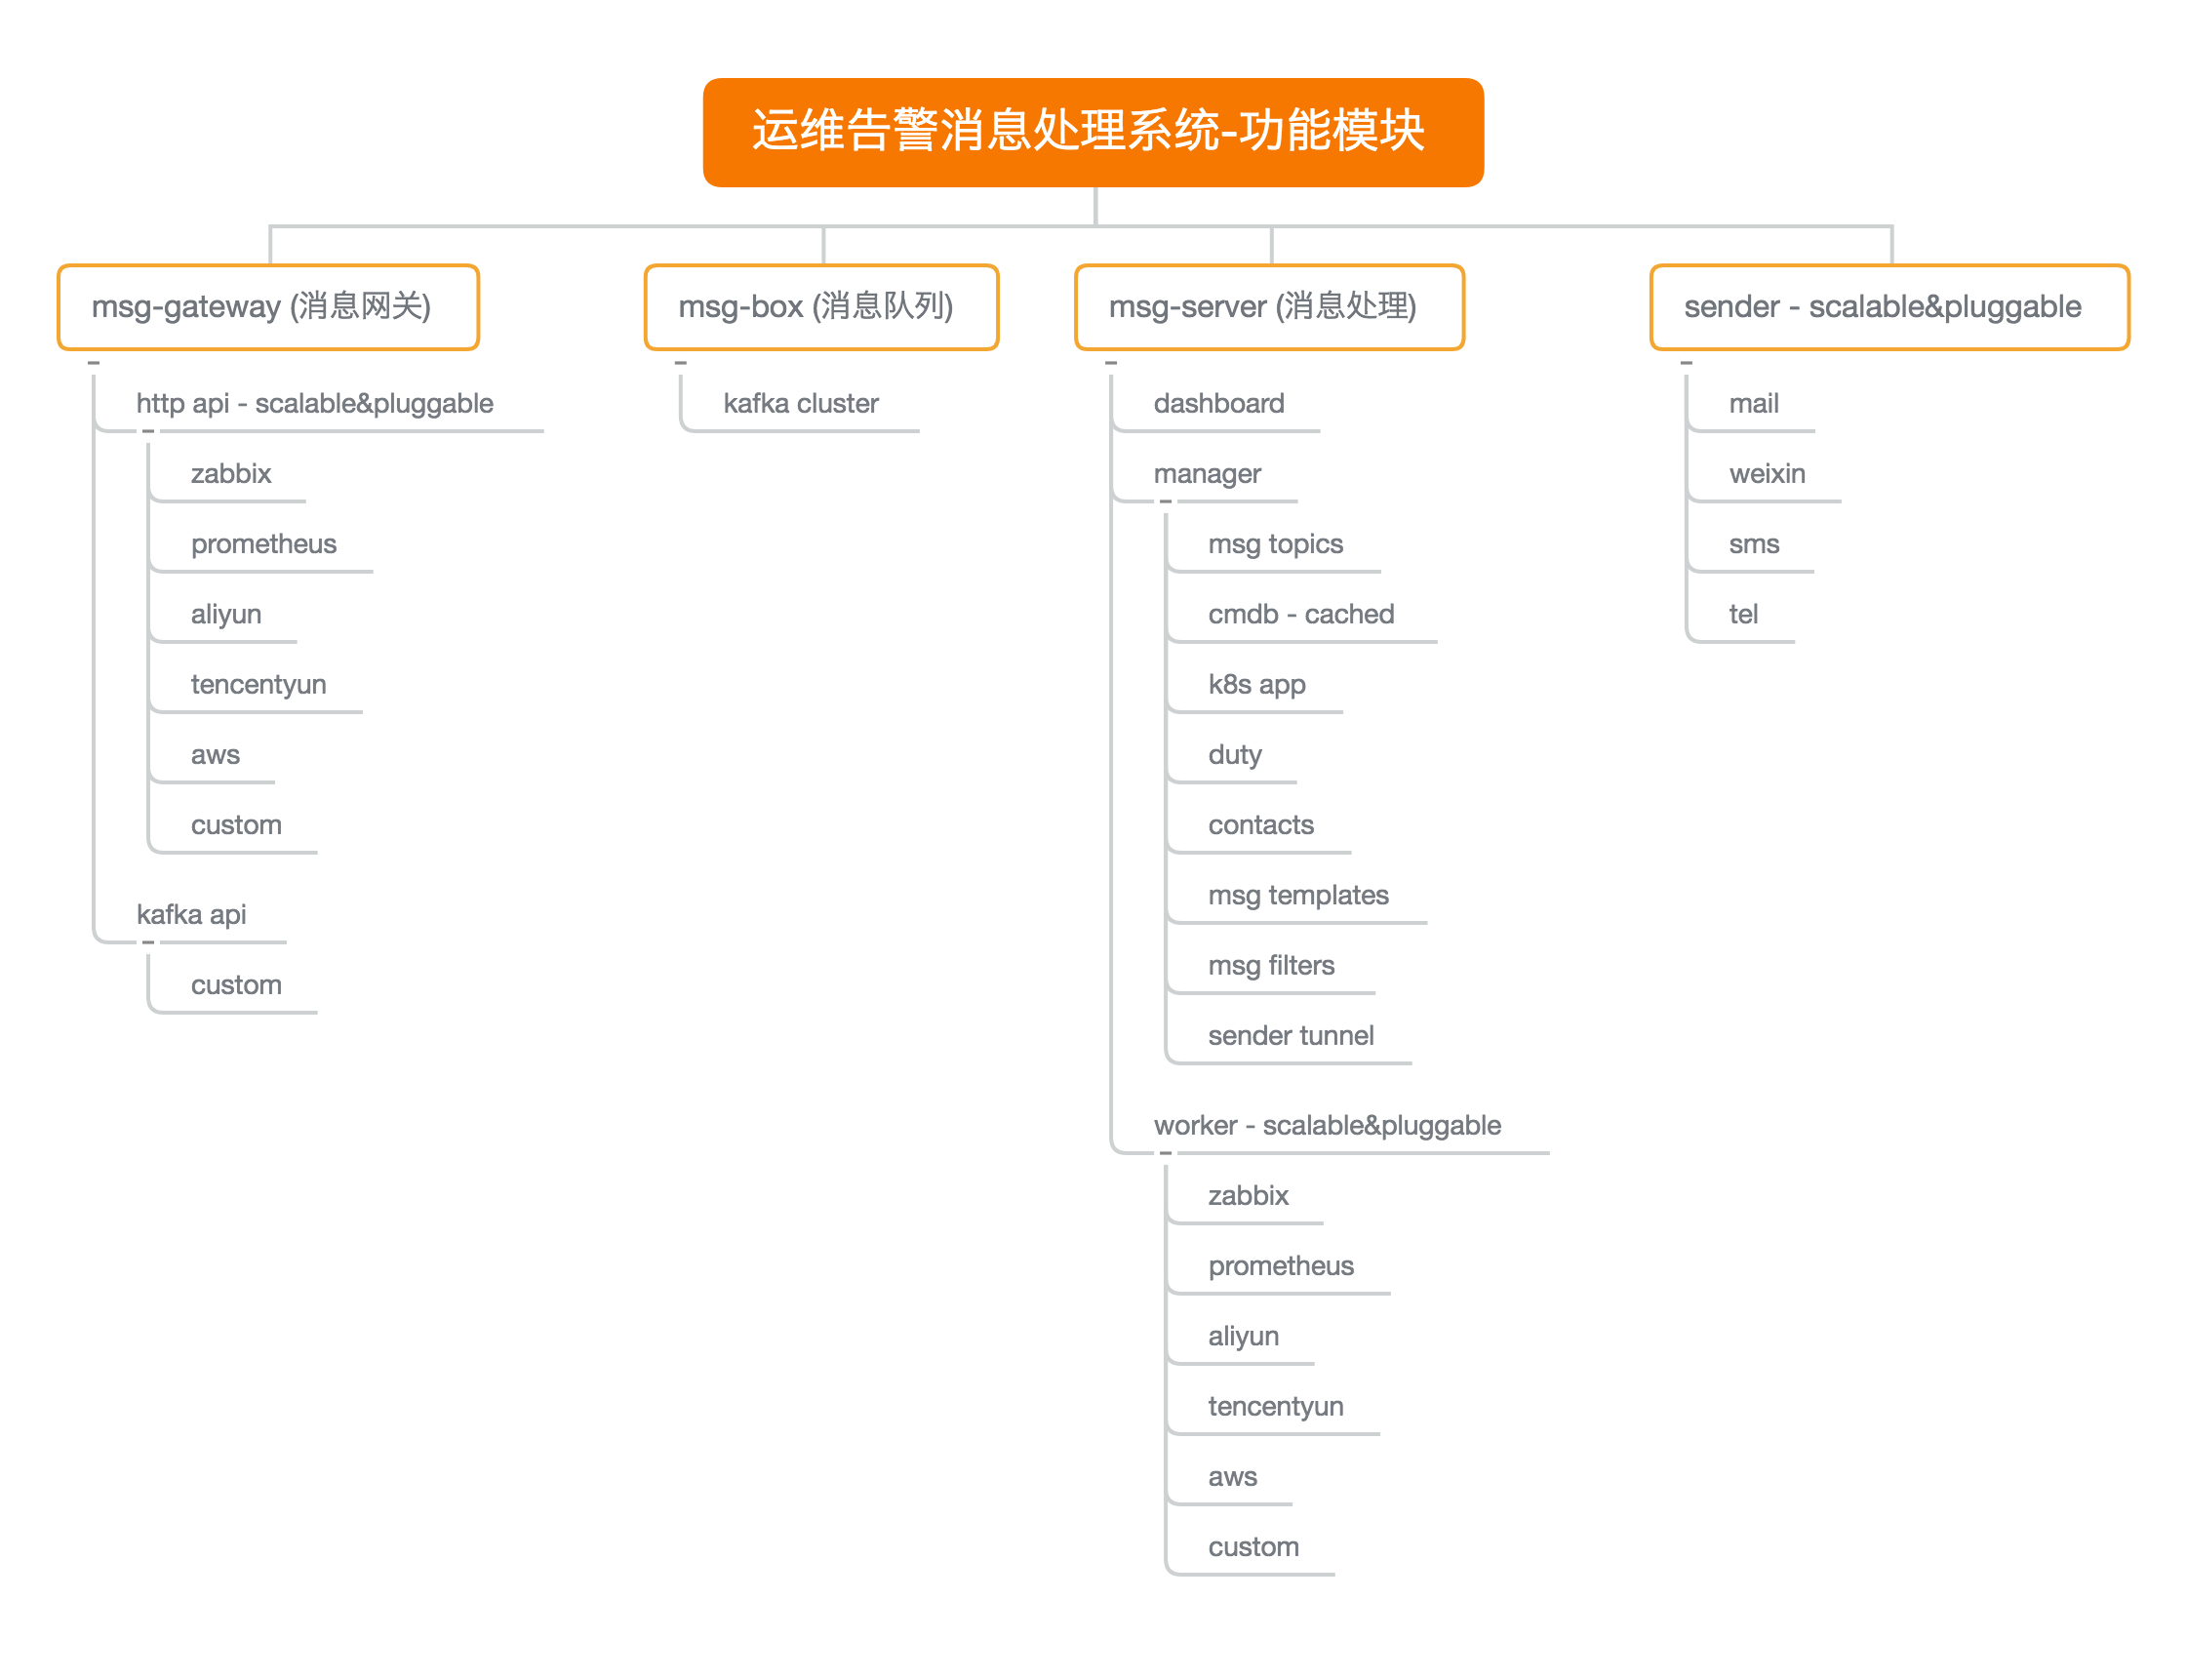 运维告警消息处理系统-功能模块
msg-gateway (消息网关)
http api - scalable&pluggable
zabbix
prometheus
aliyun
tencentyun
aws
custom
kafka api
custom
msg-box (消息队列)
kafka cluster
msg-server (消息处理)
dashboard
manager
msg topics
cmdb - cached
k8s app
duty
contacts
msg templates
msg filters
sender tunnel
worker - scalable&pluggable
zabbix
prometheus
aliyun
tencentyun
aws
custom
sender - scalable&pluggable
mail
weixin
sms
tel